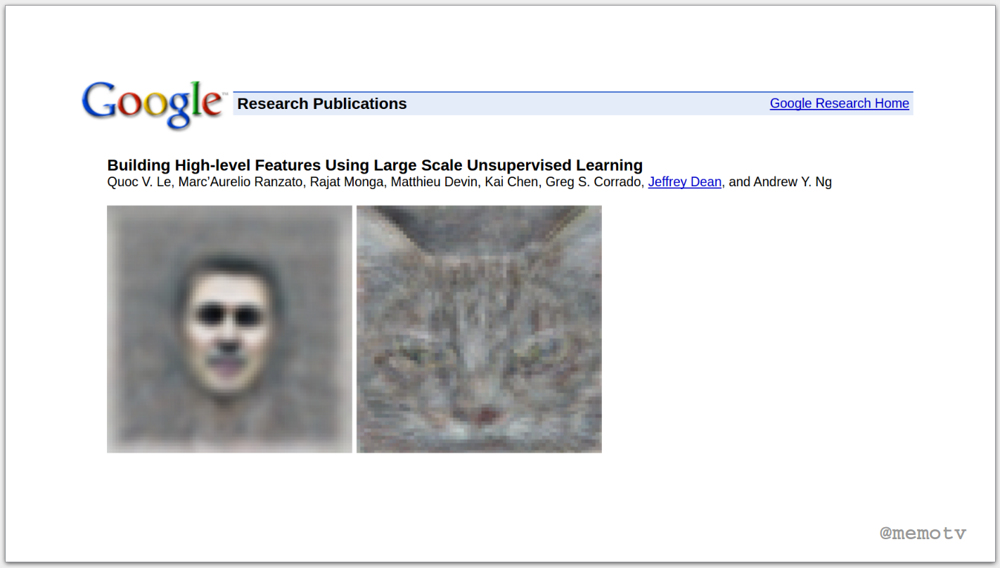 Google™ Research Publications Google Research Home
Building High-level Features Using Large Scale Unsupervised Learning
Quoc V. Le, Marc’Aurelio Ranzato, Rajat Monga, Matthieu Devin, Kai Chen, Greg S. Corrado, Jeffrey Dean, and Andrew Y. Ng
@memotv